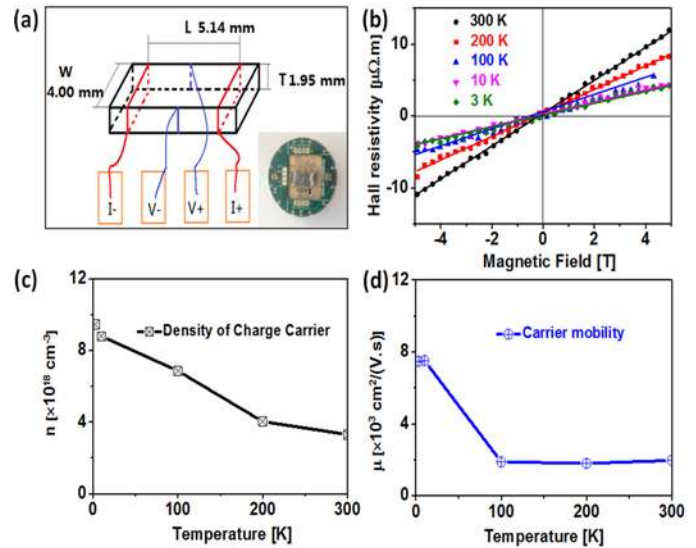 (a)
L 5.14 mm
W
4.00 mm
T 1.95 mm
I-
V-
V+
I+
(b)
Hall resistivity [μΩ.m]
10
0
-10
300 K
200 K
100 K
10 K
3 K
-4
-2
0
2
4
Magnetic Field [T]
(c)
n [×10¹⁸ cm⁻³]
12
8
4
0
Density of Charge Carrier
0
100
200
300
Temperature [K]
(d)
μ [×10³ cm²/(V.s)
12
8
4
0
Carrier mobility
0
100
200
300
Temperature [K]